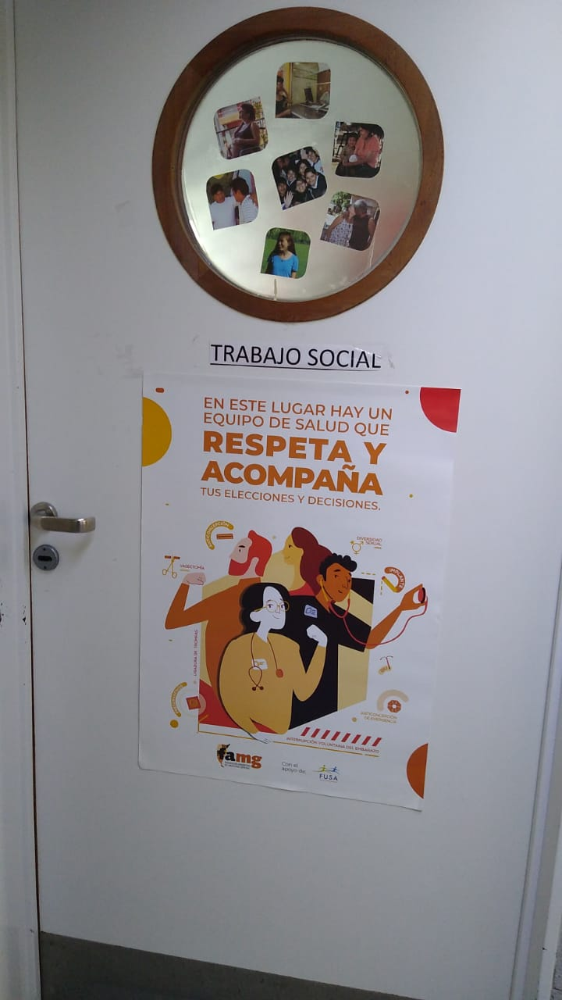 TRABAJO SOCIAL
EN ESTE LUGAR HAY UN
EQUIPO DE SALUD QUE
RESPETA Y
ACOMPAÑA
TUS ELECCIONES Y DECISIONES.
ANTICONCEPCIÓN
DIVERSIDAD
SEXUAL
VASECTOMÍA
IMPLANTE
LIGADURA DE TROMPAS
ANTICONCEPCIÓN
DE EMERGENCIA
INTERRUPCIÓN VOLUNTARIA DEL EMBARAZO
famg
Con el
apoyo de:
FUSA